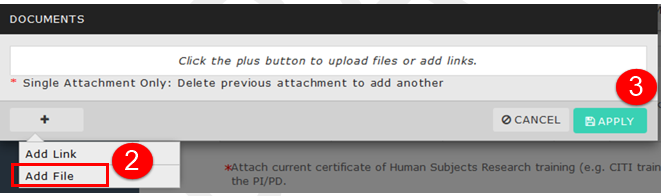 DOCUMENTS
Click the plus button to upload files or add links.
* Single Attachment Only: Delete previous attachment to add another
3
+
CANCEL
APPLY
Add Link
2
Add File
*Attach current certificate of Human Subjects Research training (e.g. CITI
the PI/PD.